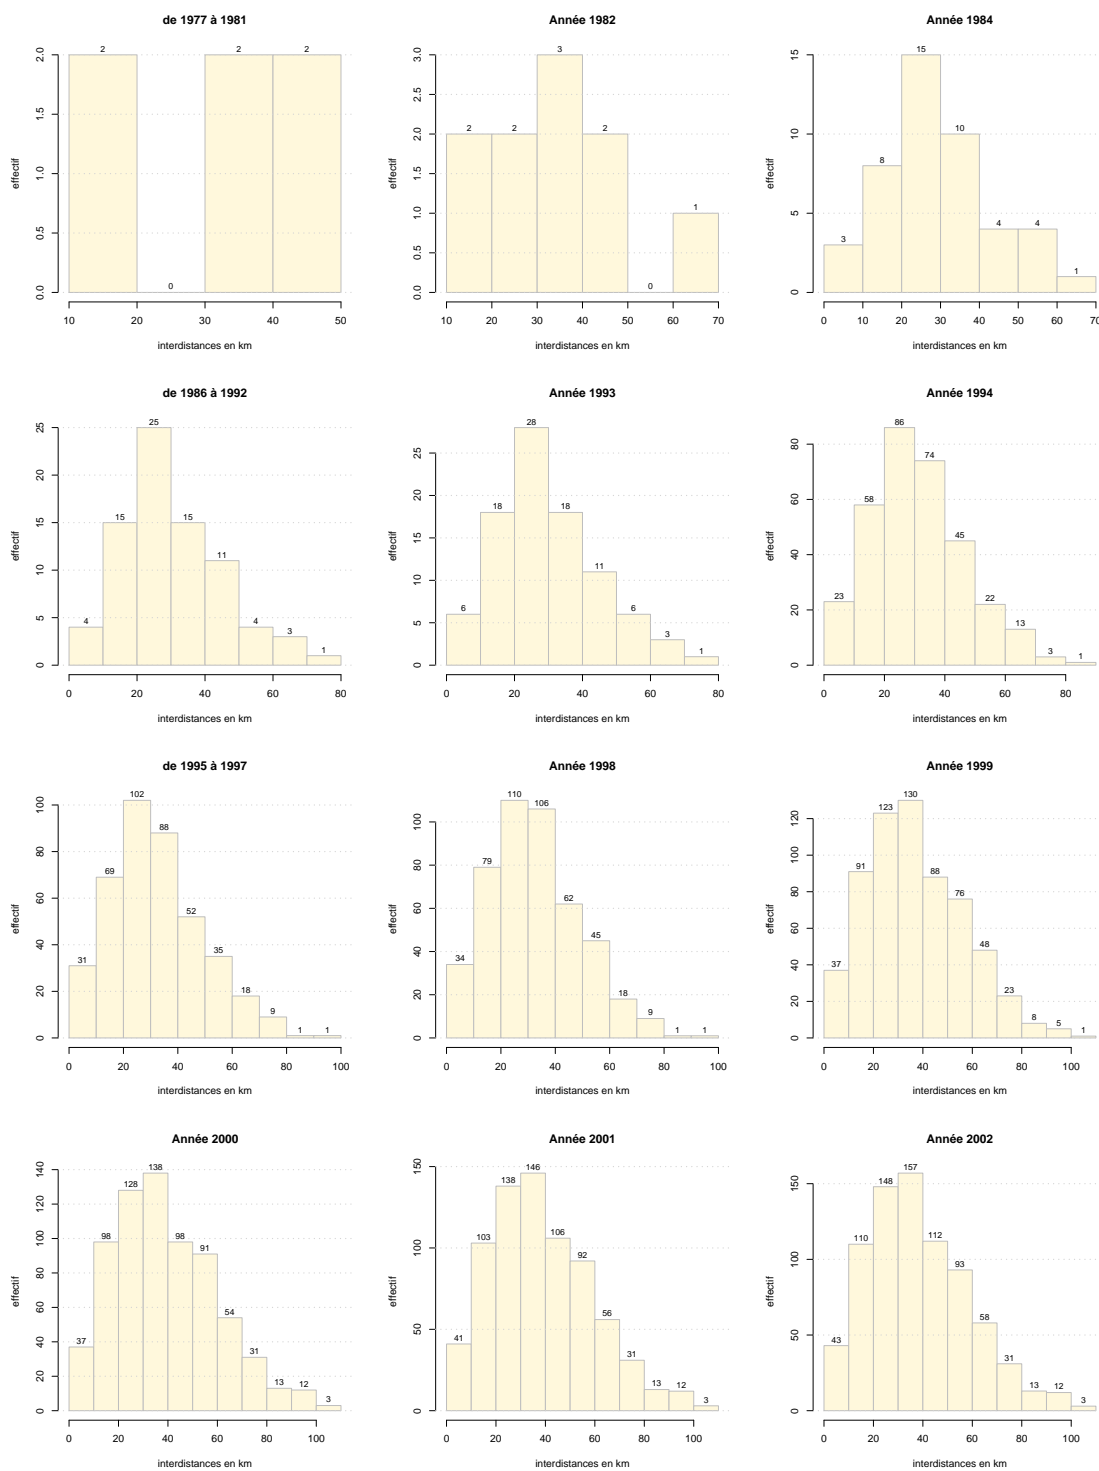 de 1977 à 1981
effectif
0.0 0.5 1.0 1.5 2.0
2 0 2 2
10 20 30 40 50
interdistances en km
Année 1982
effectif
0.0 0.5 1.0 1.5 2.0 2.5 3.0
2 2 3 2 0 1
10 20 30 40 50 60 70
interdistances en km
Année 1984
effectif
0 5 10 15
3 8 15 10 4 4 1
0 10 20 30 40 50 60 70
interdistances en km
de 1986 à 1992
effectif
0 5 10 15 20 25
4 15 25 15 11 4 3 1
0 20 40 60 80
interdistances en km
Année 1993
effectif
0 5 10 15 20 25
6 18 28 18 11 6 3 1
0 20 40 60 80
interdistances en km
Année 1994
effectif
0 20 40 60 80
23 58 86 74 45 22 13 3 1
0 20 40 60 80
interdistances en km
de 1995 à 1997
effectif
0 20 40 60 80 100
31 69 102 88 52 35 18 9 1 1
0 20 40 60 80 100
interdistances en km
Année 1998
effectif
0 20 40 60 80 100
34 79 110 106 62 45 18 9 1 1
0 20 40 60 80 100
interdistances en km
Année 1999
effectif
0 20 40 60 80 100 120
37 91 123 130 88 76 48 23 8 5 1
0 20 40 60 80 100
interdistances en km
Année 2000
effectif
0 20 40 60 80 100 120 140
37 98 128 138 98 91 54 31 13 12 3
0 20 40 60 80 100
interdistances en km
Année 2001
effectif
0 50 100 150
41 103 138 146 106 92 56 31 13 12 3
0 20 40 60 80 100
interdistances en km
Année 2002
effectif
0 50 100 150
43 110 148 157 112 93 58 31 13 12 3
0 20 40 60 80 100
interdistances en km